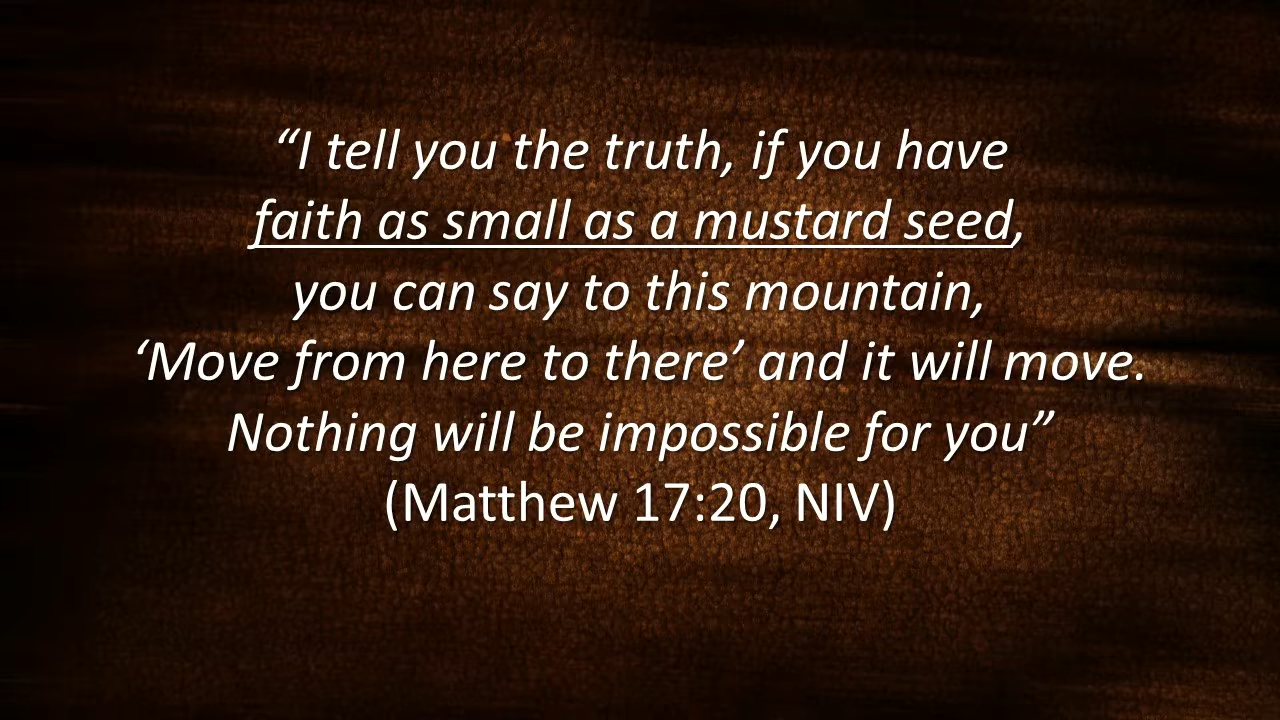 “I tell you the truth, if you have
faith as small as a mustard seed,
you can say to this mountain,
‘Move from here to there’ and it will move.
Nothing will be impossible for you”
(Matthew 17:20, NIV)